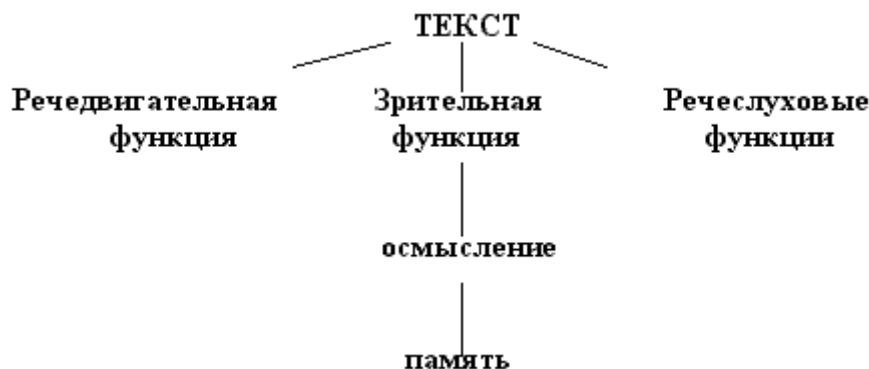 ТЕКСТ
Речедвигательная функция
Зрительная функция
Речеслуховые функции
осмысление
память